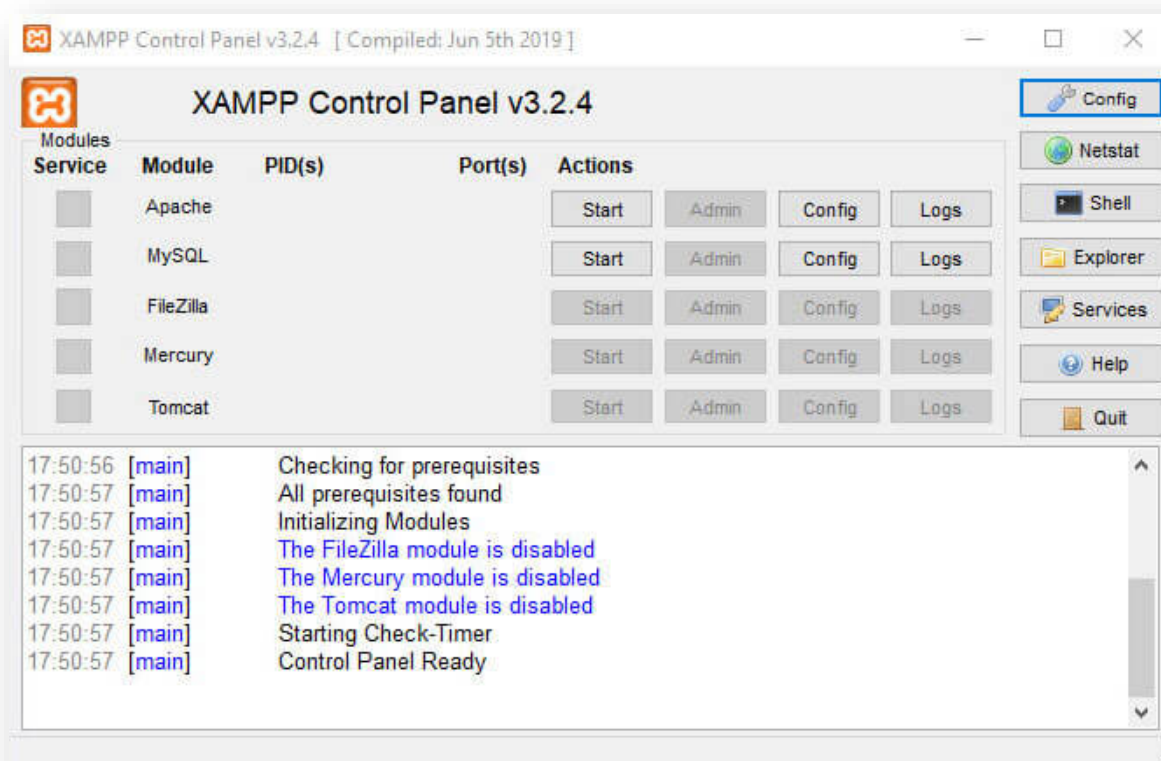 XAMPP Control Panel v3.2.4 [ Compiled: Jun 5th 2019 ]
XAMPP Control Panel v3.2.4
Config
Modules
Netstat
Service Module PID(s) Port(s) Actions
Apache Start Admin Config Logs
Shell
MySQL Start Admin Config Logs
Explorer
FileZilla Start Admin Config Logs
Services
Mercury Start Admin Config Logs
Help
Tomcat Start Admin Config Logs
Quit
17:50:56 [main] Checking for prerequisites
17:50:57 [main] All prerequisites found
17:50:57 [main] Initializing Modules
17:50:57 [main] The FileZilla module is disabled
17:50:57 [main] The Mercury module is disabled
17:50:57 [main] The Tomcat module is disabled
17:50:57 [main] Starting Check-Timer
17:50:57 [main] Control Panel Ready